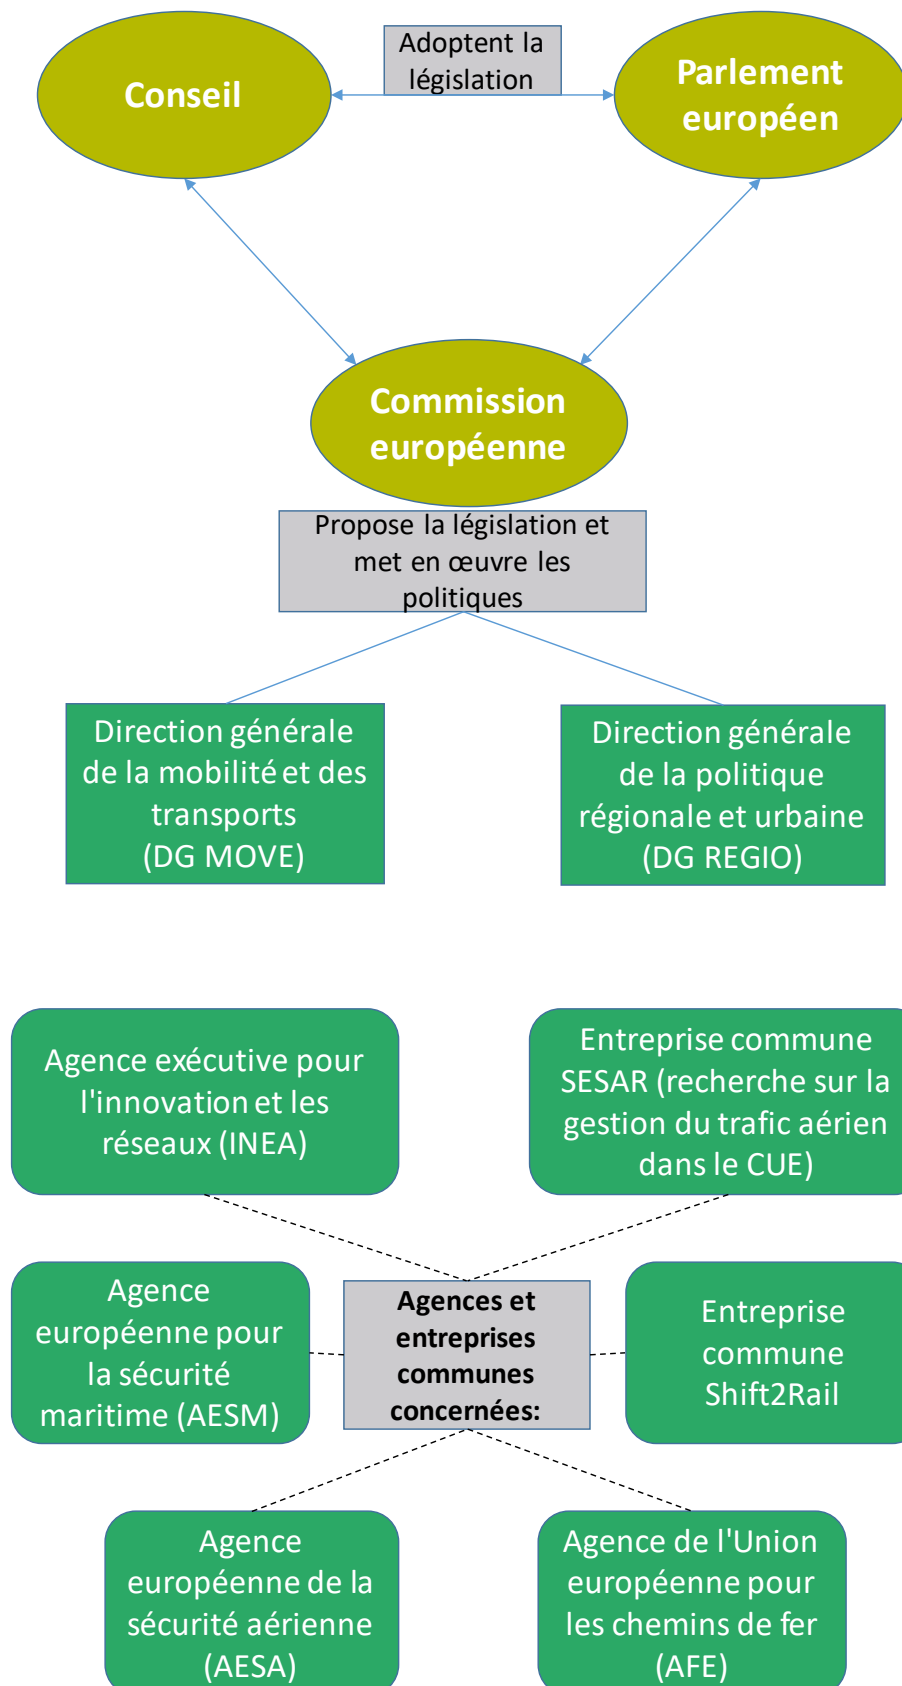 Adoptent la
législation
Conseil
Parlement
européen
Commission
européenne
Propose la législation et
met en œuvre les
politiques
Direction générale
de la mobilité et des
transports
(DG MOVE)
Direction générale
de la politique
régionale et urbaine
(DG REGIO)
Agence exécutive pour
l'innovation et les
réseaux (INEA)
Entreprise commune
SESAR (recherche sur la
gestion du trafic aérien
dans le CUE)
Agence
européenne pour
la sécurité
maritime (AESM)
Agences et
entreprises
communes
concernées:
Entreprise
commune
Shift2Rail
Agence
européenne de la
sécurité aérienne
(AESA)
Agence de l'Union
européenne pour
les chemins de fer
(AFE)